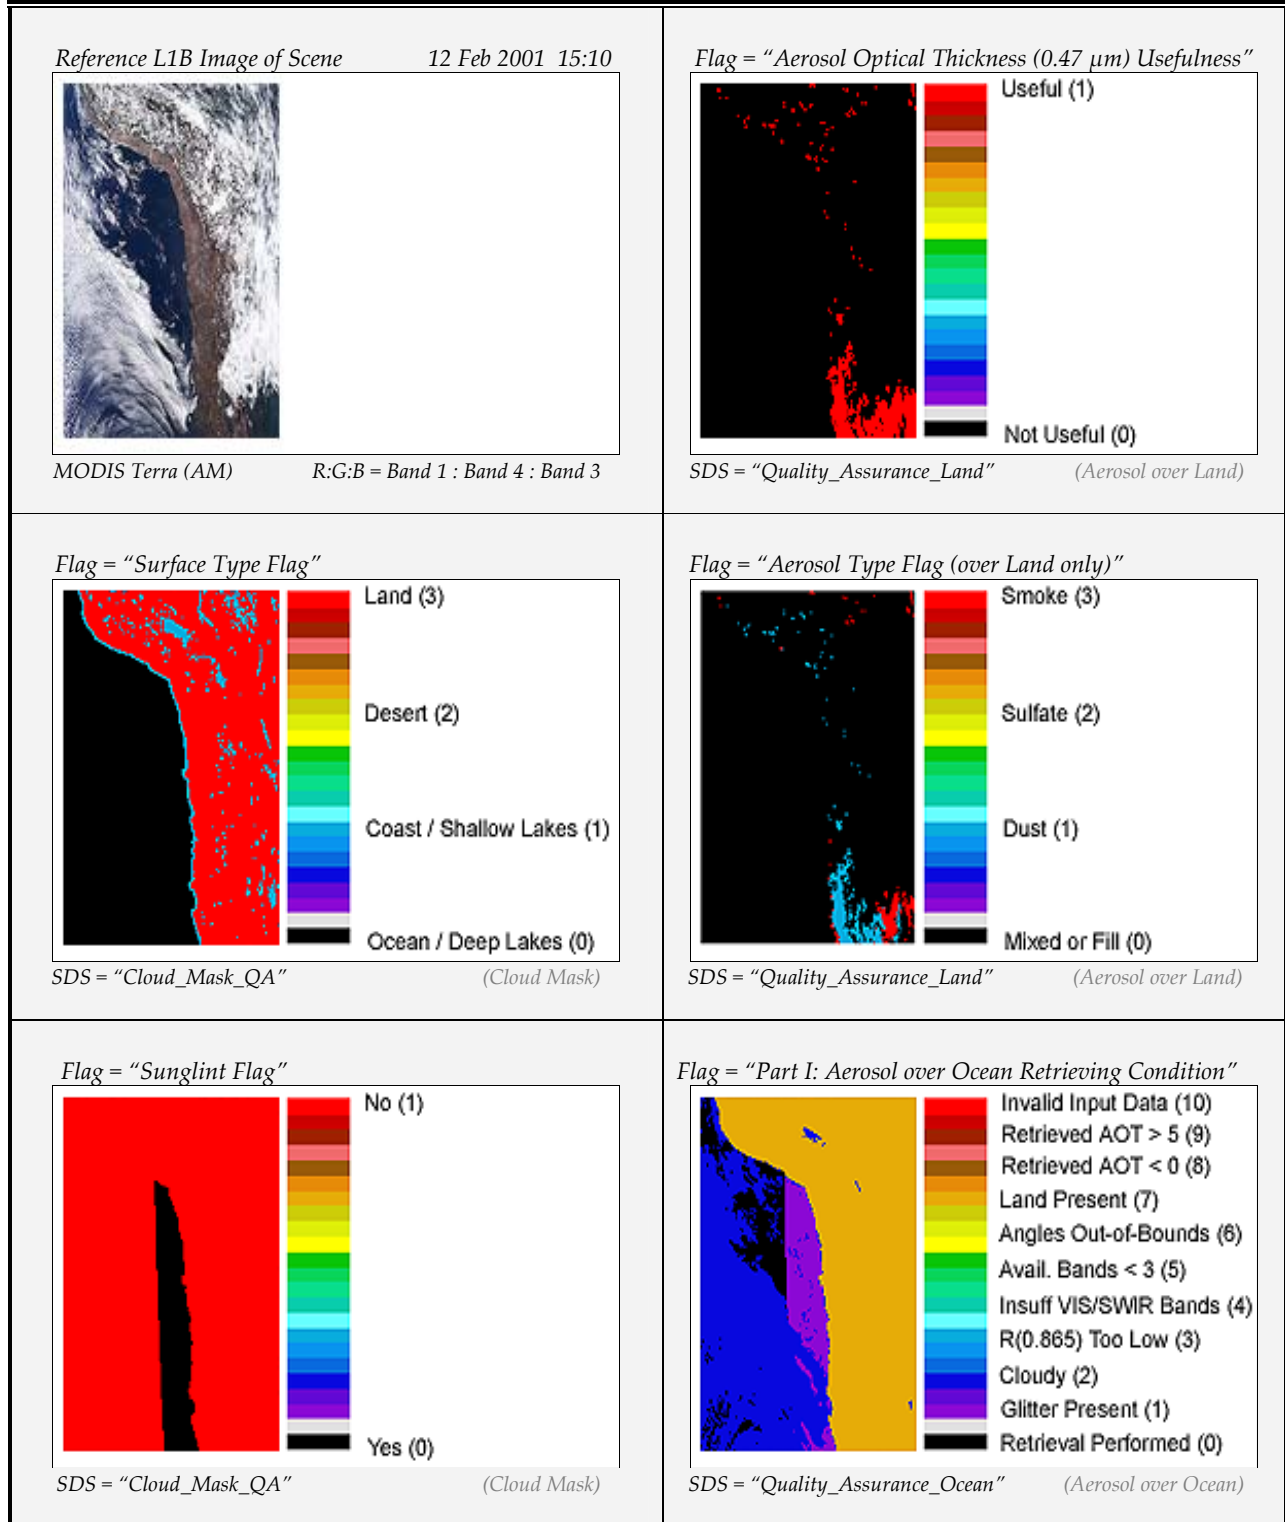 Reference L1B Image of Scene 12 Feb 2001 15:10
MODIS Terra (AM) R:G:B = Band 1 : Band 4 : Band 3
Flag = “Aerosol Optical Thickness (0.47 µm) Usefulness”
Useful (1)
Not Useful (0)
SDS = “Quality_Assurance_Land” (Aerosol over Land)
Flag = “Surface Type Flag”
Land (3)
Desert (2)
Coast / Shallow Lakes (1)
Ocean / Deep Lakes (0)
SDS = “Cloud_Mask_QA” (Cloud Mask)
Flag = “Aerosol Type Flag (over Land only)”
Smoke (3)
Sulfate (2)
Dust (1)
Mixed or Fill (0)
SDS = “Quality_Assurance_Land” (Aerosol over Land)
Flag = “Sunglint Flag”
No (1)
Yes (0)
SDS = “Cloud_Mask_QA” (Cloud Mask)
Flag = “Part I: Aerosol over Ocean Retrieving Condition”
Invalid Input Data (10)
Retrieved AOT > 5 (9)
Retrieved AOT < 0 (8)
Land Present (7)
Angles Out-of-Bounds (6)
Avail. Bands < 3 (5)
Insuff VIS/SWIR Bands (4)
R(0.865) Too Low (3)
Cloudy (2)
Glitter Present (1)
Retrieval Performed (0)
SDS = “Quality_Assurance_Ocean” (Aerosol over Ocean)